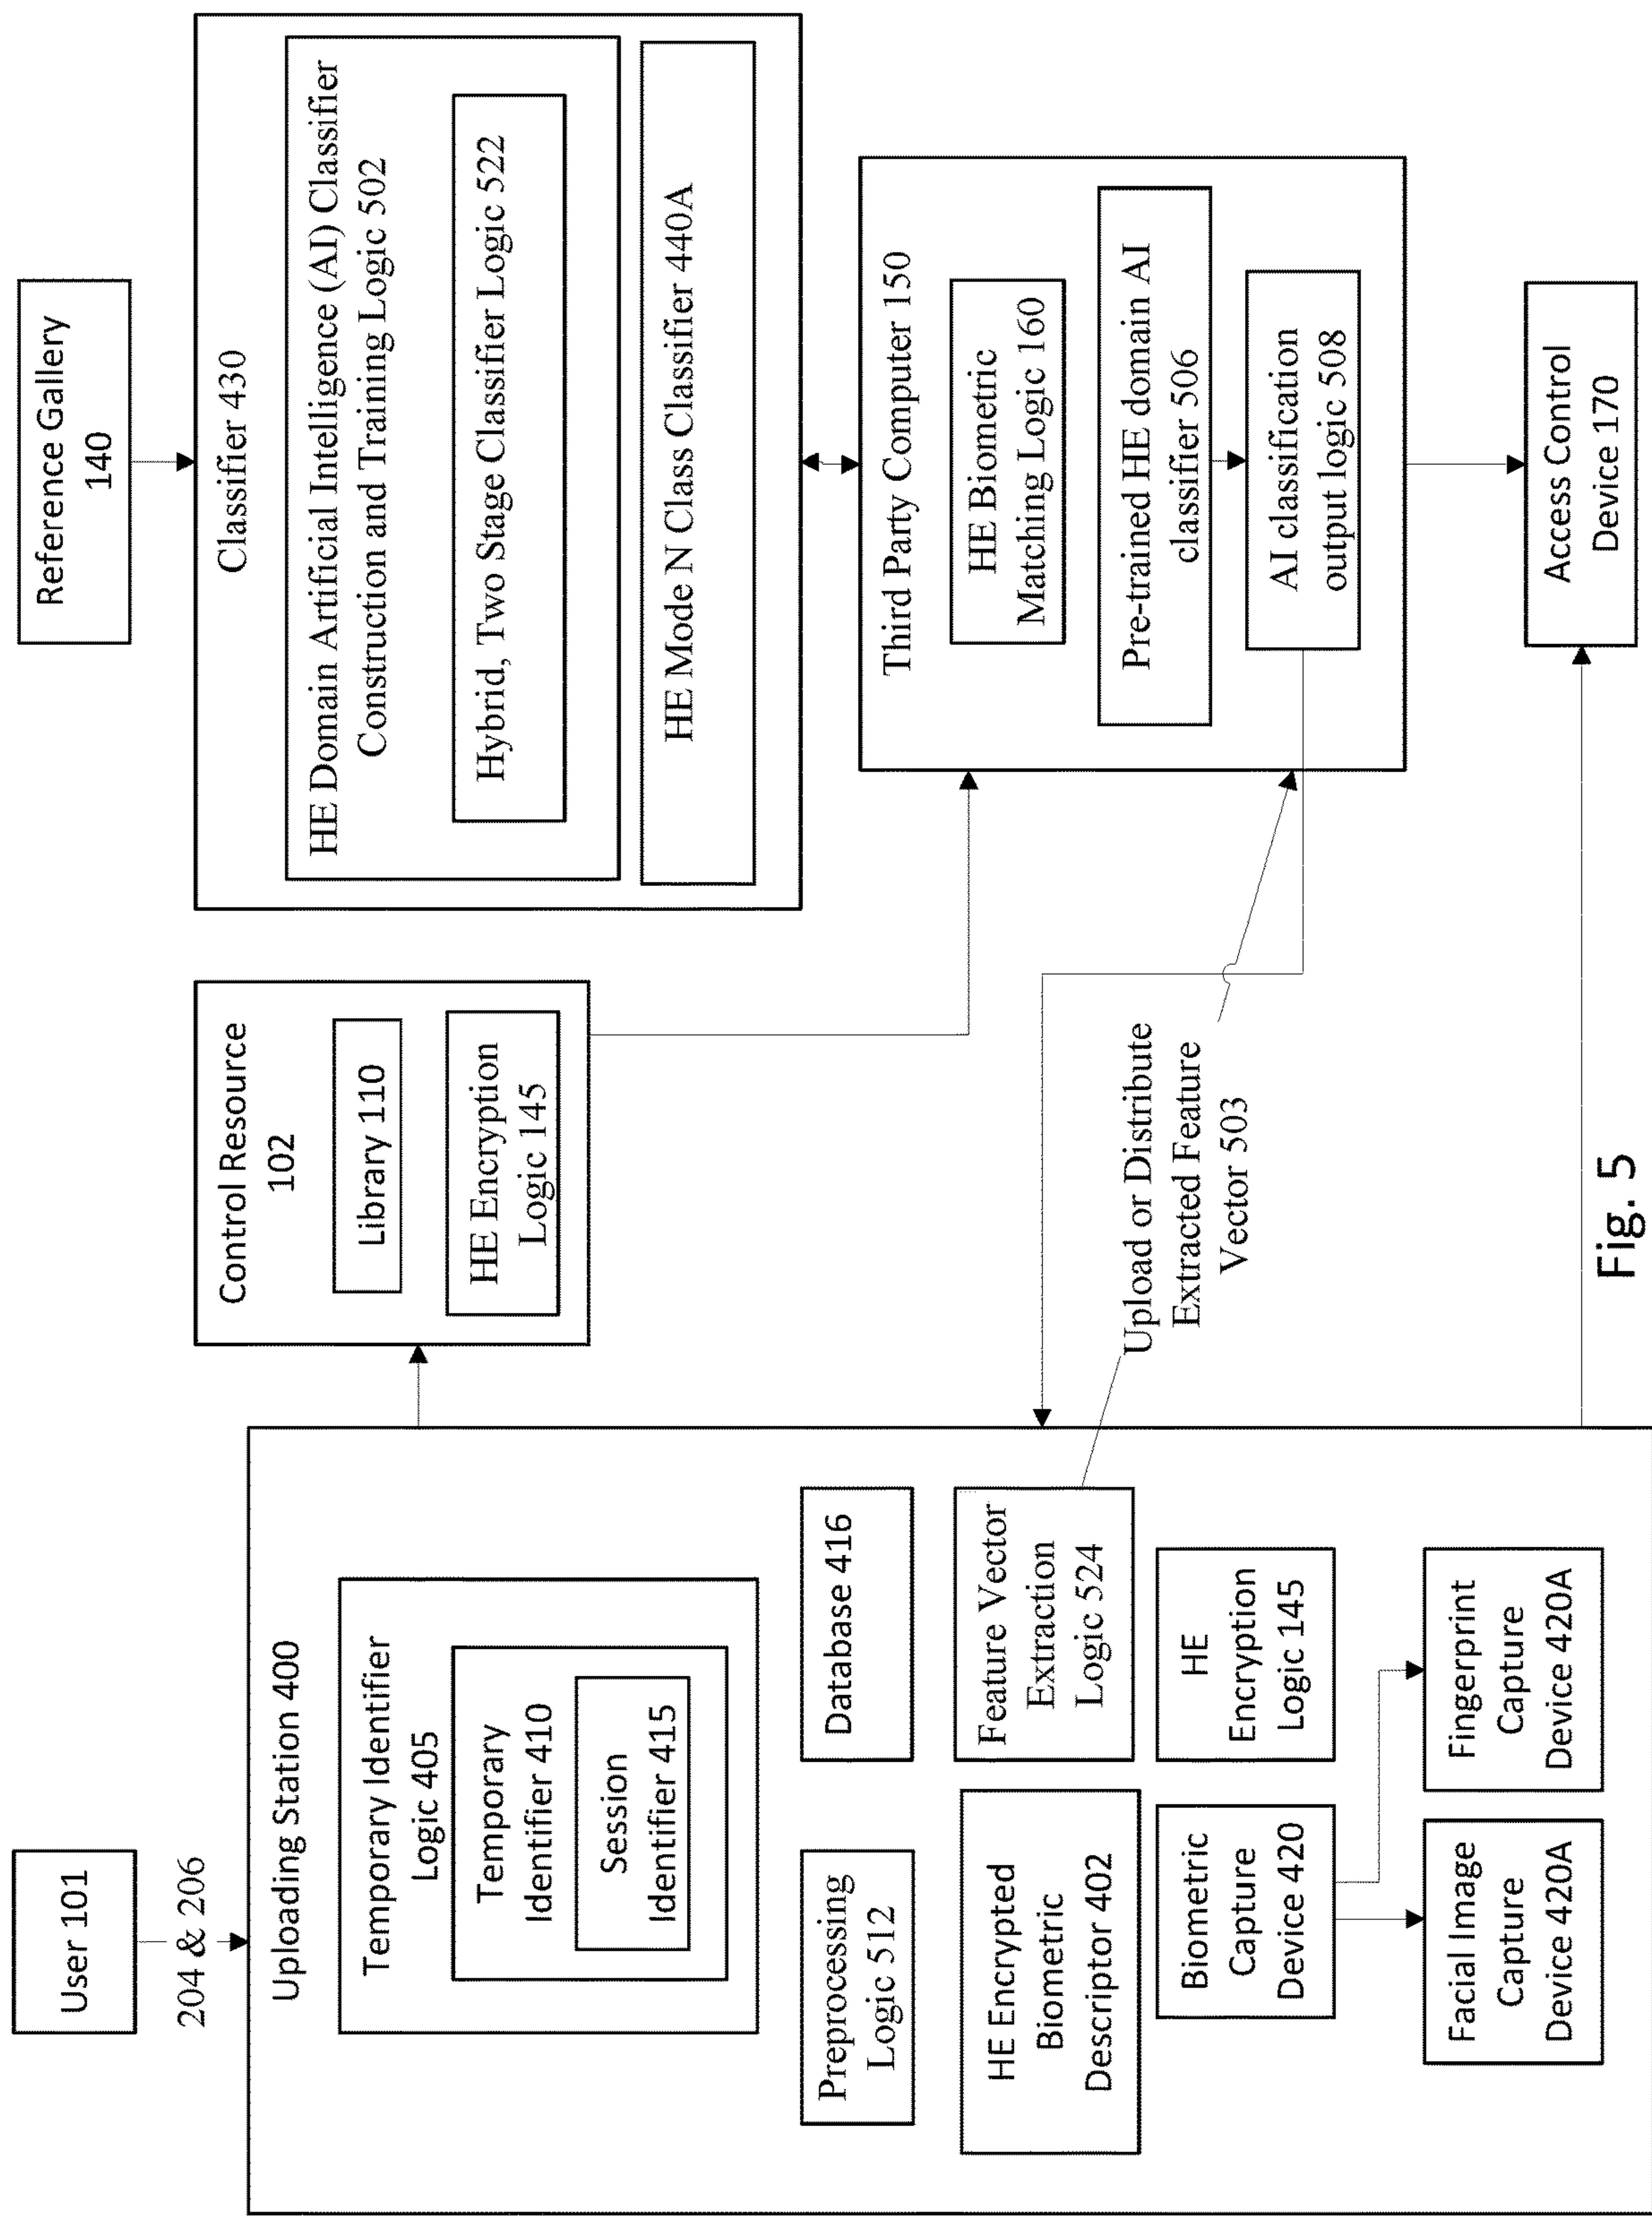 User 101
204 & 206
Uploading Station 400
Temporary Identifier
Logic 405
Temporary
Identifier 410
Session
Identifier 415
Preprocessing
Logic 512
Database 416
HE Encrypted
Biometric
Descriptor 402
Feature Vector
Extraction
Logic 524
Biometric
Capture
Device 420
HE
Encryption
Logic 145
Facial Image
Capture
Device 420A
Fingerprint
Capture
Device 420A
Control Resource
102
Library 110
HE Encryption
Logic 145
Upload or Distribute
Extracted Feature
Vector 503
Reference Gallery
140
Classifier 430
HE Domain Artificial Intelligence (AI) Classifier
Construction and Training Logic 502
Hybrid, Two Stage Classifier Logic 522
HE Mode N Class Classifier 440A
Third Party Computer 150
HE Biometric
Matching Logic 160
Pre-trained HE domain AI
classifier 506
AI classification
output logic 508
Access Control
Device 170
Fig. 5